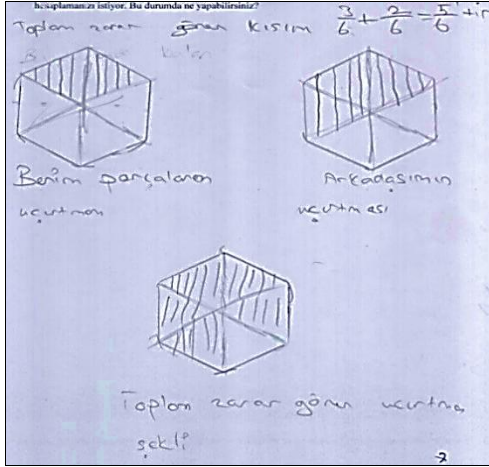 hesaplamanızı istiyor. Bu durumda ne yapabilirsiniz?
Toplam zarar gören kısım 3/6 + 2/6 = 5/6 tir
Benim parçalanan
uçurtmam
Arkadaşımın
uçurtması
Toplam zarar gören uçurtma
şekli